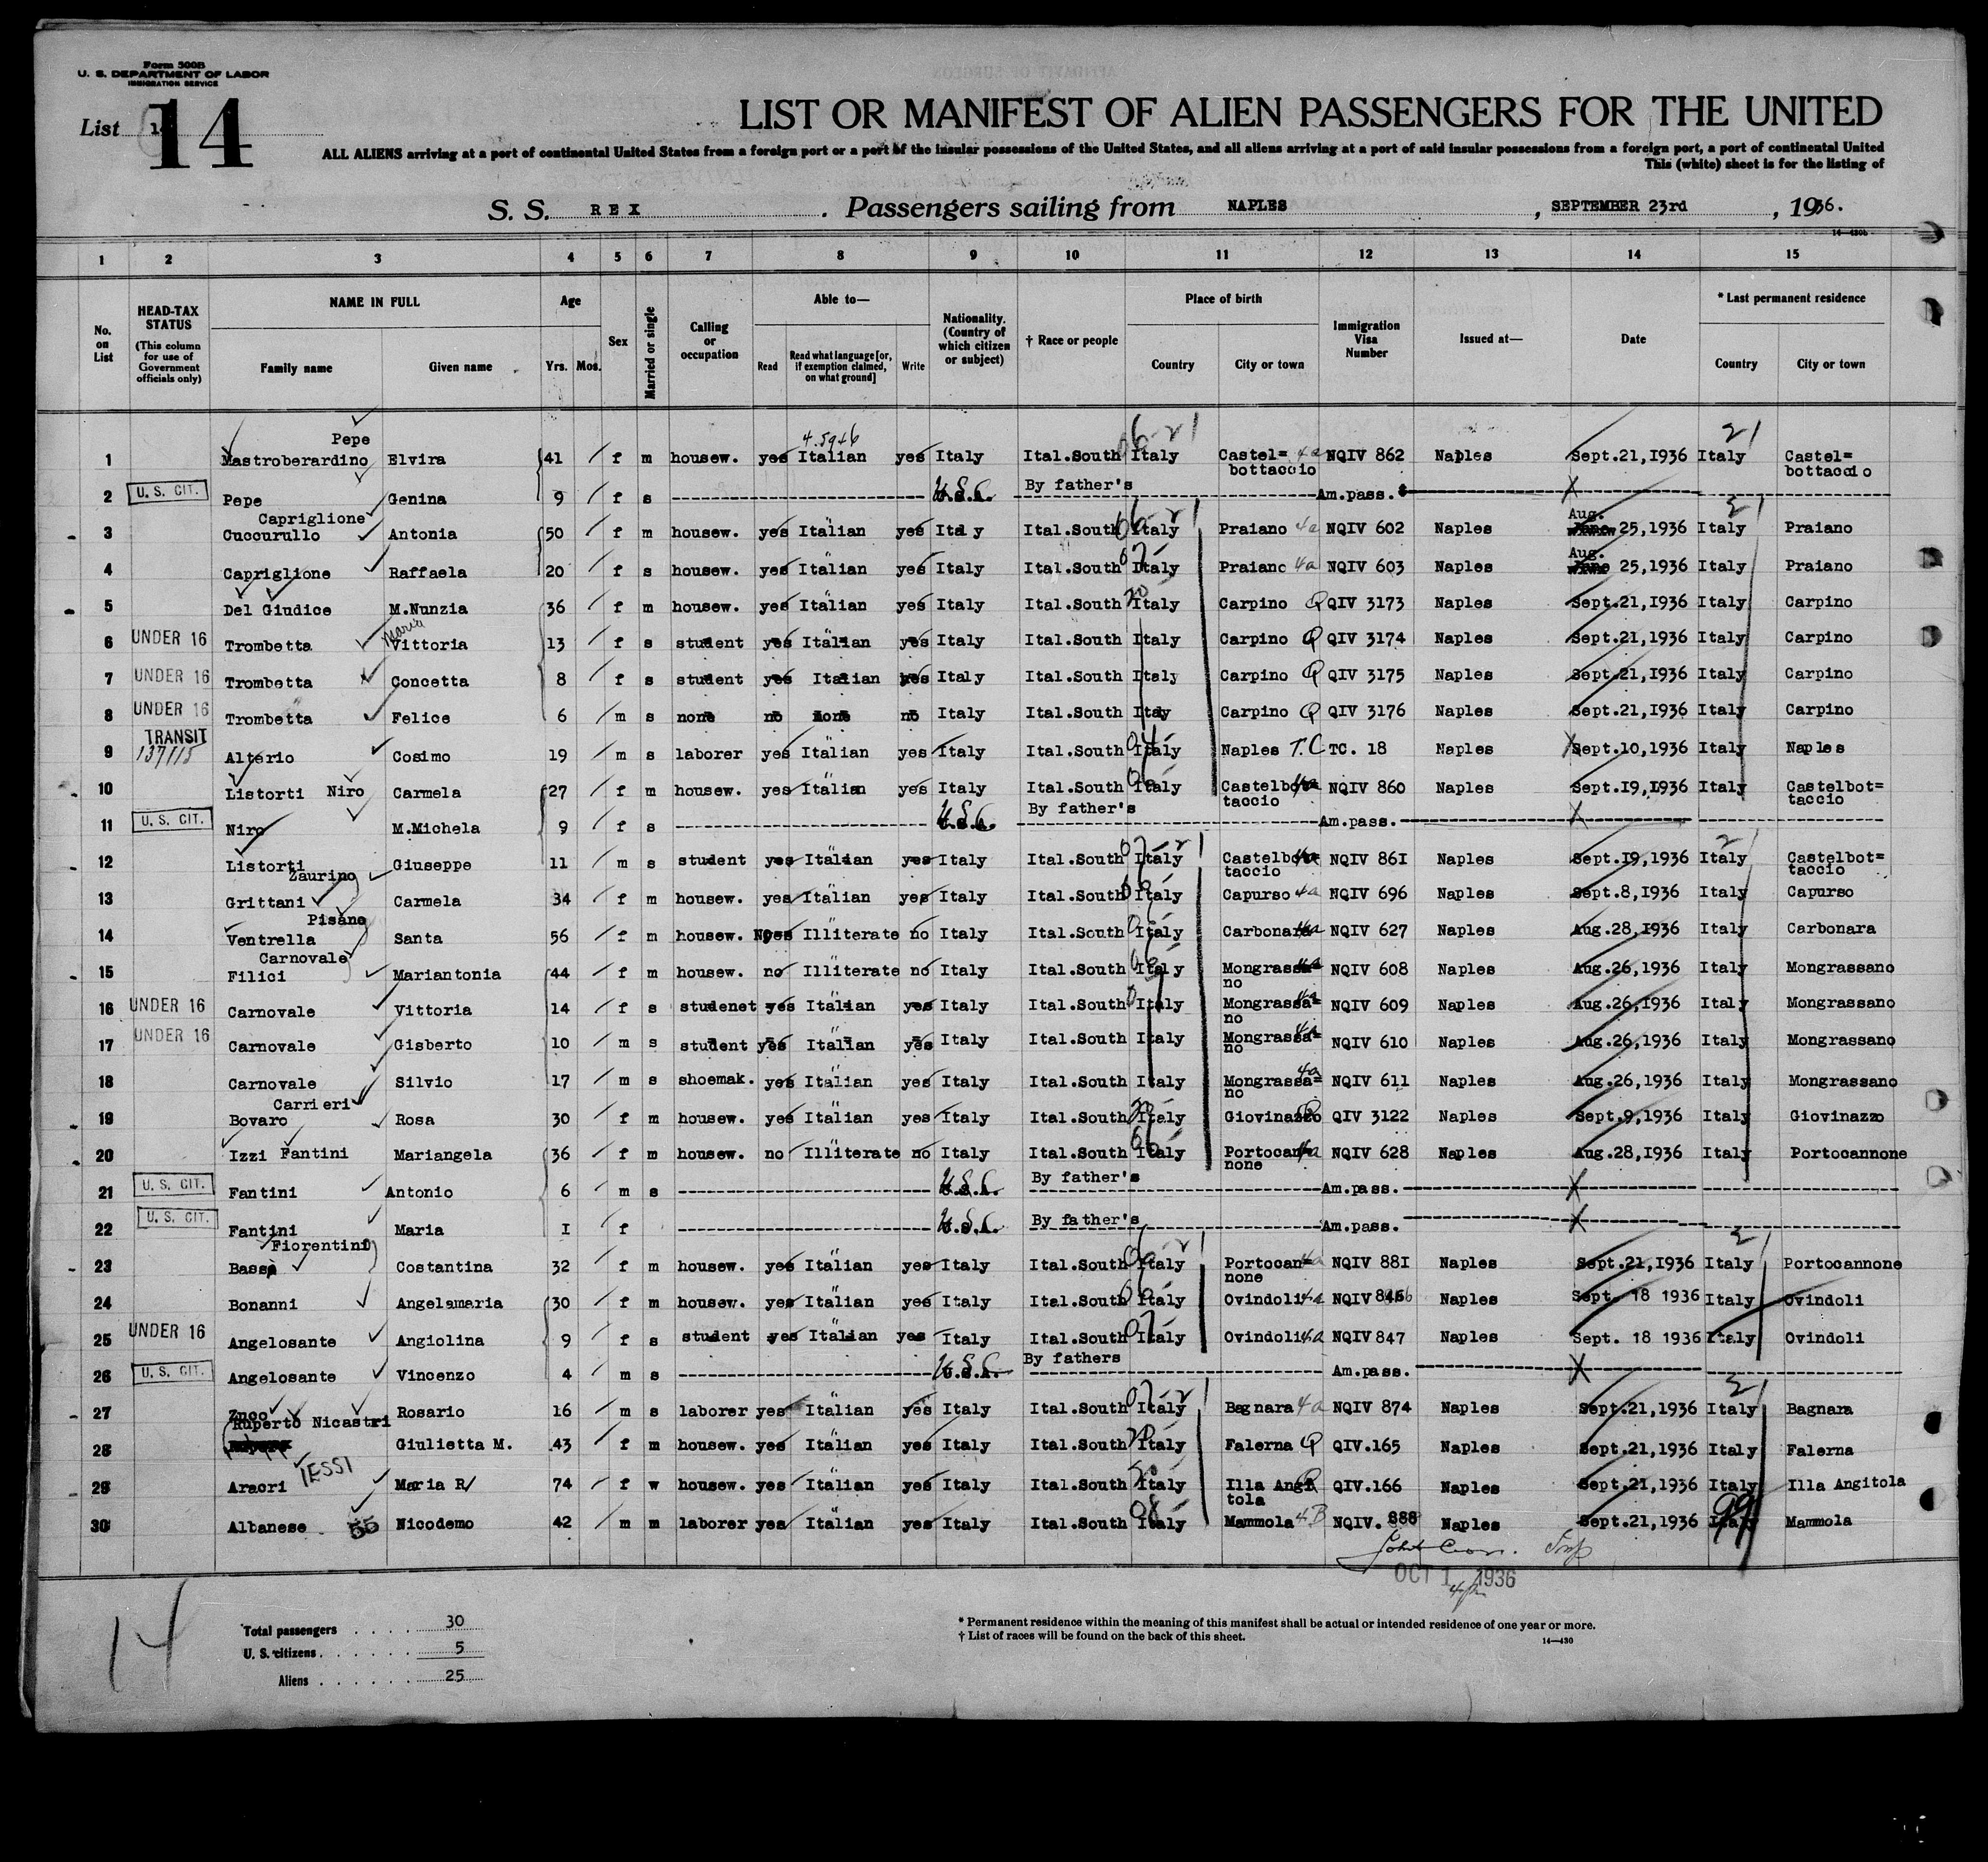 Form 500B
U. S. DEPARTMENT OF LABOR
IMMIGRATION SERVICE
List 14
LIST OR MANIFEST OF ALIEN PASSENGERS FOR THE UNITED
ALL ALIENS arriving at a port of continental United States from a foreign port or a port of the insular possessions of the United States, and all aliens arriving at a port of said insular possessions from a foreign port, a port of continental United
This (white) sheet is for the listing of
S. S. REX . Passengers sailing from NAPLES , SEPTEMBER 23rd , 1936.
14—430b
1 2 3 4 5 6 7 8 9 10 11 12 13 14 15
No. on List
HEAD-TAX STATUS (This column for use of Government officials only)
NAME IN FULL Family name Given name
Age Yrs. Mos.
Sex
Married or single
Calling or occupation
Able to— Read Read what language [or, if exemption claimed, on what ground] Write
Nationality. (Country of which citizen or subject)
† Race or people
Place of birth Country City or town
Immigration Visa Number
Issued at—
Date
* Last permanent residence Country City or town
Pepe 4.5946
1 Mastroberardino Elvira 41 f m housew. yes Italian yes Italy Ital.South Italy Castel= bottaccio 4a NQIV 862 Naples Sept.21,1936 Italy Castel= bottaccio
2 U. S. CIT. Pepe Genina 9 f s U.S.C. By father's Am.pass.
Capriglione
3 Cuccurullo Antonia 50 f m housew. yes Italian yes Italy Ital.South Italy Praiano 4a NQIV 602 Naples Aug. 25,1936 Italy Praiano
4 Capriglione Raffaela 20 f s housew. yes Italian yes Italy Ital.South Italy Praiano 4a NQIV 603 Naples Aug. 25,1936 Italy Praiano
5 Del Giudice M.Nunzia 36 f m housew. yes Italian yes Italy Ital.South Italy Carpino Q QIV 3173 Naples Sept.21,1936 Italy Carpino
6 UNDER 16 Trombetta Maria Vittoria 13 f s student yes Italian yes Italy Ital.South Italy Carpino Q QIV 3174 Naples Sept.21,1936 Italy Carpino
7 UNDER 16 Trombetta Concetta 8 f s student yes Italian yes Italy Ital.South Italy Carpino Q QIV 3175 Naples Sept.21,1936 Italy Carpino
8 UNDER 16 Trombetta Felice 6 m s none no none no Italy Ital.South Italy Carpino Q QIV 3176 Naples Sept.21,1936 Italy Carpino
9 TRANSIT 137115 Alterio Cosimo 19 m s laborer yes Italian yes Italy Ital.South Italy Naples T.C TC. 18 Naples Sept.10,1936 Italy Naples
10 Listorti Niro Carmela 27 f m housew. yes Italian yes Italy Ital.South Italy Castelbot= taccio NQIV 860 Naples Sept.19,1936 Italy Castelbot= taccio
11 U. S. CIT. Niro M.Michela 9 f s U.S.C. By father's Am.pass.
12 Listorti Giuseppe 11 m s student yes Italian yes Italy Ital.South Italy Castelbot= taccio NQIV 861 Naples Sept.19,1936 Italy Castelbot= taccio
Zaurino
13 Grittani Carmela 34 f m housew. yes Italian yes Italy Ital.South Italy Capurso 4a NQIV 696 Naples Sept.8,1936 Italy Capurso
Pisano
14 Ventrella Santa 56 f m housew. No Illiterate no Italy Ital.South Italy Carbonara NQIV 627 Naples Aug.28,1936 Italy Carbonara
Carnovale
15 Filici Mariantonia 44 f m housew. no Illiterate no Italy Ital.South Italy Mongrassa= no NQIV 608 Naples Aug.26,1936 Italy Mongrassano
16 UNDER 16 Carnovale Vittoria 14 f s studenet yes Italian yes Italy Ital.South Italy Mongrassa= no NQIV 609 Naples Aug.26,1936 Italy Mongrassano
17 UNDER 16 Carnovale Gisberto 10 m s student yes Italian yes Italy Ital.South Italy Mongrassa= no NQIV 610 Naples Aug.26,1936 Italy Mongrassano
18 Carnovale Silvio 17 m s shoemak. yes Italian yes Italy Ital.South Italy Mongrassa= no 4a NQIV 611 Naples Aug.26,1936 Italy Mongrassano
Carrieri
19 Bovaro Rosa 30 f m housew. yes Italian yes Italy Ital.South Italy Giovinazzo QIV 3122 Naples Sept.9,1936 Italy Giovinazzo
20 Izzi Fantini Mariangela 36 f m housew. no Illiterate no Italy Ital.South Italy Portocan= none NQIV 628 Naples Aug.28,1936 Italy Portocannone
21 U. S. CIT. Fantini Antonio 6 m s U.S.C. By father's Am.pass.
22 U. S. CIT. Fantini Maria I f U.S.C. By father's Am.pass.
Fiorentino
23 Bassi Costantina 32 f m housew. yes Italian yes Italy Ital.South Italy Portocan= none NQIV 881 Naples Sept.21,1936 Italy Portocannone
24 Bonanni Angelamaria 30 f m housew. yes Italian yes Italy Ital.South Italy Ovindoli 4a NQIV 846 Naples Sept. 18 1936 Italy Ovindoli
25 UNDER 16 Angelosante Angiolina 9 f s student yes Italian yes Italy Ital.South Italy Ovindoli 4a NQIV 847 Naples Sept. 18 1936 Italy Ovindoli
26 U. S. CIT. Angelosante Vincenzo 4 m s U.S.C. By fathers Am.pass.
27 Zuco Rosario 16 m s laborer yes Italian yes Italy Ital.South Italy Bagnara 4a NQIV 874 Naples Sept.21,1936 Italy Bagnara
Ruperto Nicastri
28 Giulietta M. 43 f m housew. yes Italian yes Italy Ital.South Italy Falerna Q QIV.165 Naples Sept.21,1936 Italy Falerna
29 Araori IESSI Maria R/ 74 f w housew. yes Italian yes Italy Ital.South Italy Illa Angi tola QIV.166 Naples Sept.21,1936 Italy Illa Angitola
30 Albanese 55 Nicodemo 42 m m laborer yes Italian yes Italy Ital.South Italy Mammola 4B NQIV. 888 Naples Sept.21,1936 Italy Mammola
99
OCT 1 1936
14
Total passengers . . . . 30
U. S. citizens . . . . . . 5
Aliens . . . . . . 25
* Permanent residence within the meaning of this manifest shall be actual or intended residence of one year or more.
† List of races will be found on the back of this sheet.
14—430